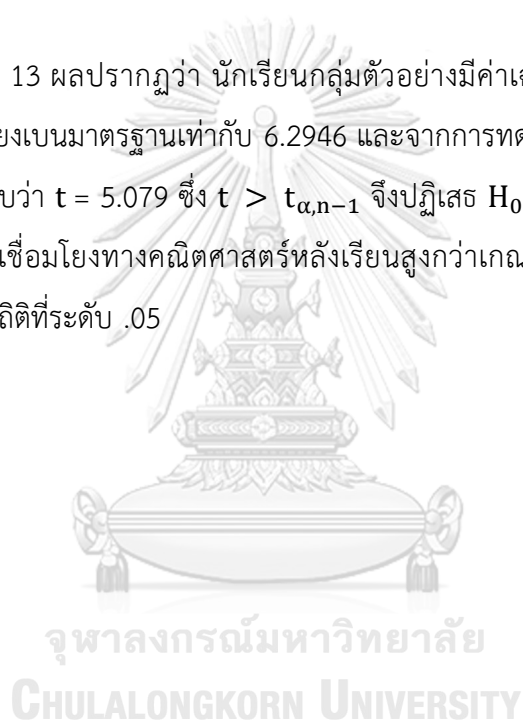 13 ผลปรากฏว่า นักเรียนกลุ่มตัวอย่างมีค่าเฉ
ยงเบนมาตรฐานเท่ากับ 6.2946 และจากการทด
บว่า t = 5.079 ซึ่ง t > tα,n−1 จึงปฏิเสธ H0
เชื่อมโยงทางคณิตศาสตร์หลังเรียนสูงกว่าเกณ
ถิติที่ระดับ .05
จุฬาลงกรณ์มหาวิทยาลัย
CHULALONGKORN UNIVERSITY